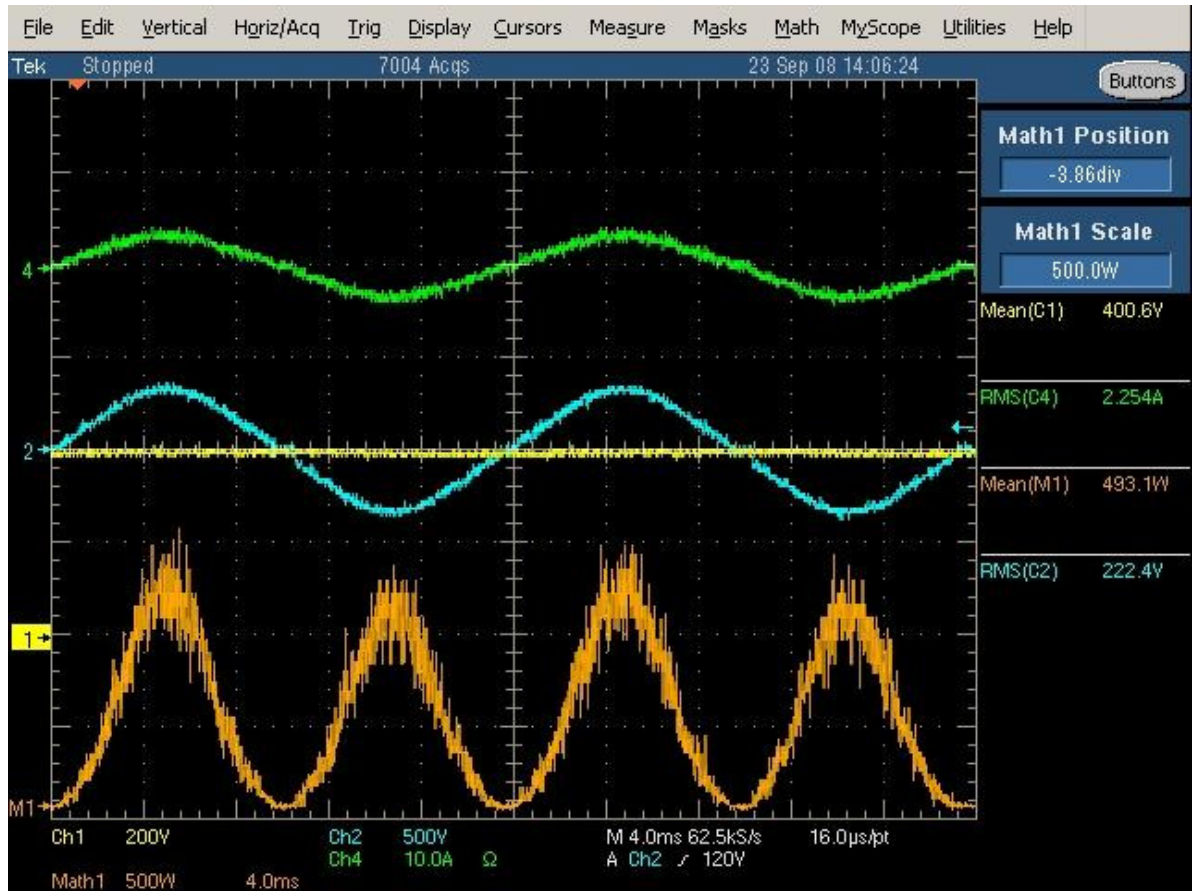 File Edit Vertical Horiz/Acq Trig Display Cursors Measure Masks Math MyScope Utilities Help
Tek Stopped 7004 Acqs 23 Sep 08 14:06:24
Buttons
Math1 Position
-3.86div
Math1 Scale
500.0W
Mean(C1) 400.6V
RMS(C4) 2.254A
Mean(M1) 493.1W
RMS(C2) 222.4V
4
2
1
M1
Ch1 200V Ch2 500V M 4.0ms 62.5kS/s 16.0µs/pt
Ch4 10.0A Ω A Ch2 ∕ 120V
Math1 500W 4.0ms